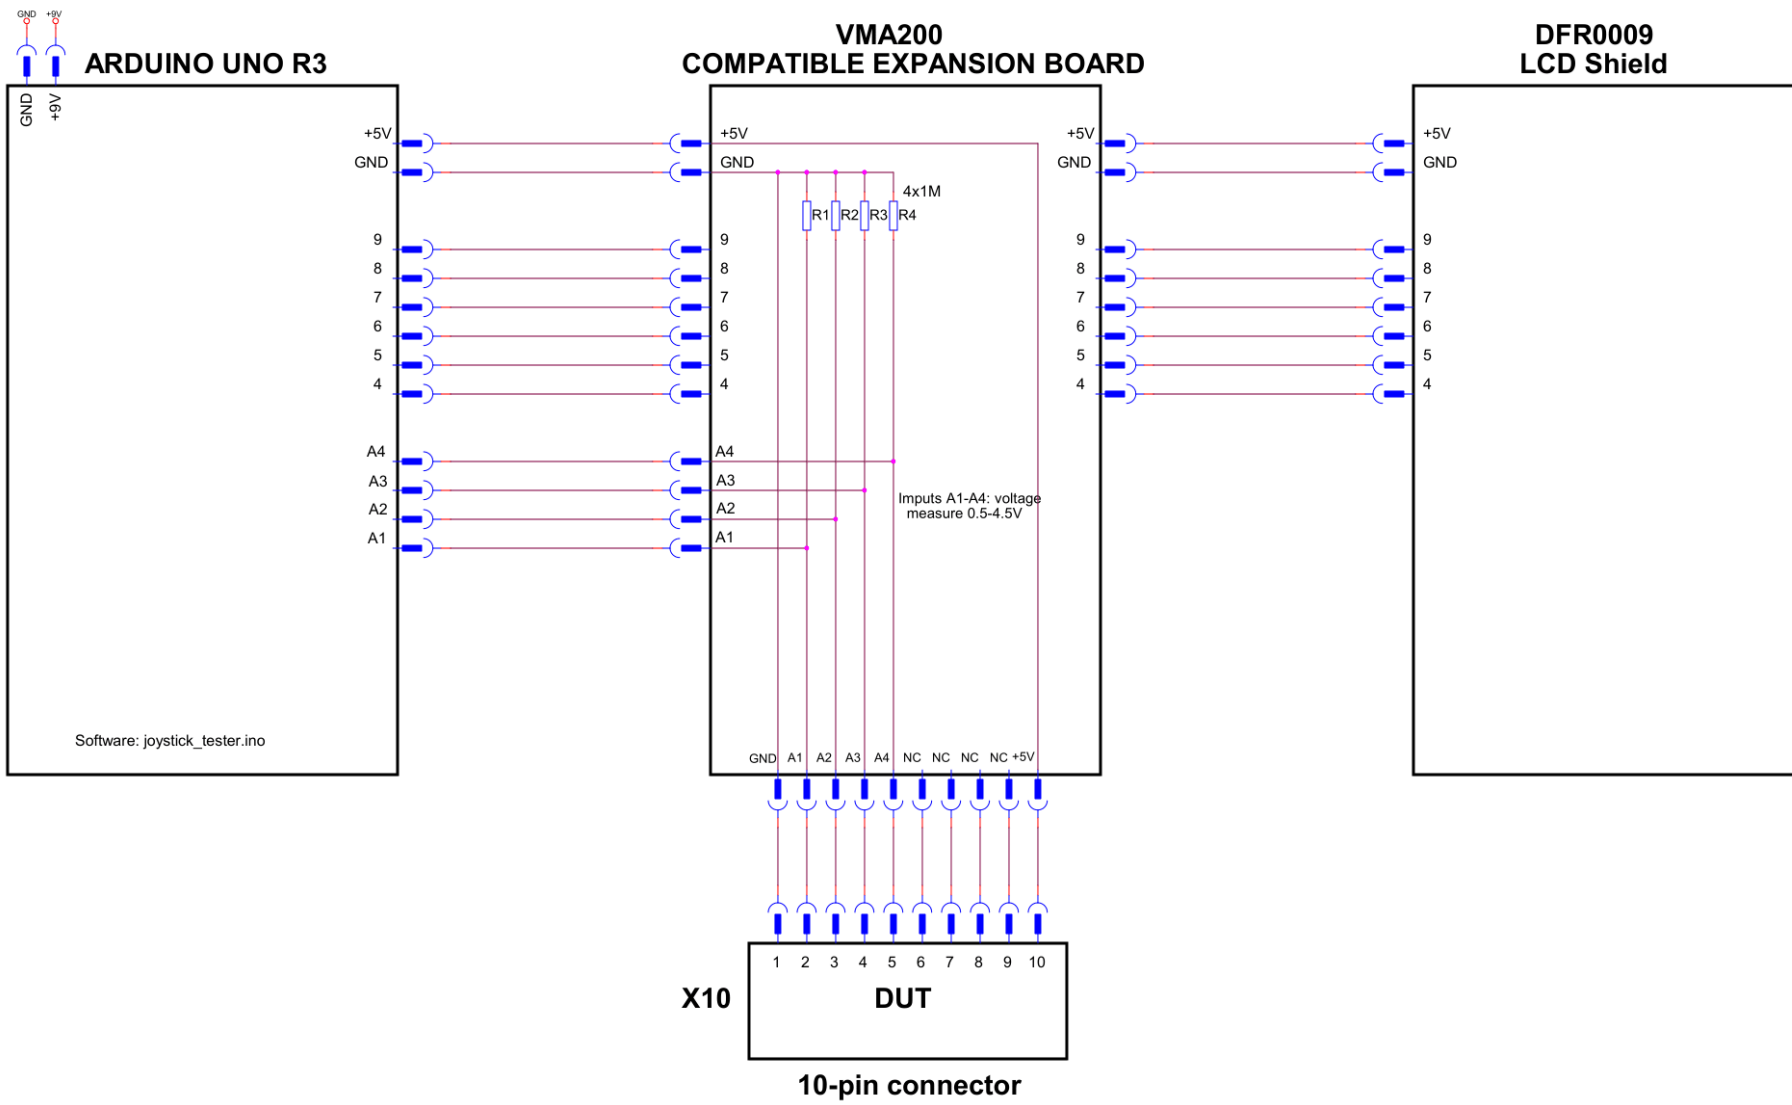 GND +9V
ARDUINO UNO R3
GND
+9V
+5V
GND
9
8
7
6
5
4
A4
A3
A2
A1
Software: joystick_tester.ino
VMA200
COMPATIBLE EXPANSION BOARD
+5V
GND
4x1M
R1 R2 R3 R4
9
8
7
6
5
4
A4
A3
A2
A1
Imputs A1-A4: voltage
measure 0.5-4.5V
+5V
GND
9
8
7
6
5
4
GND A1 A2 A3 A4 NC NC NC NC +5V
DFR0009
LCD Shield
+5V
GND
9
8
7
6
5
4
1 2 3 4 5 6 7 8 9 10
X10 DUT
10-pin connector